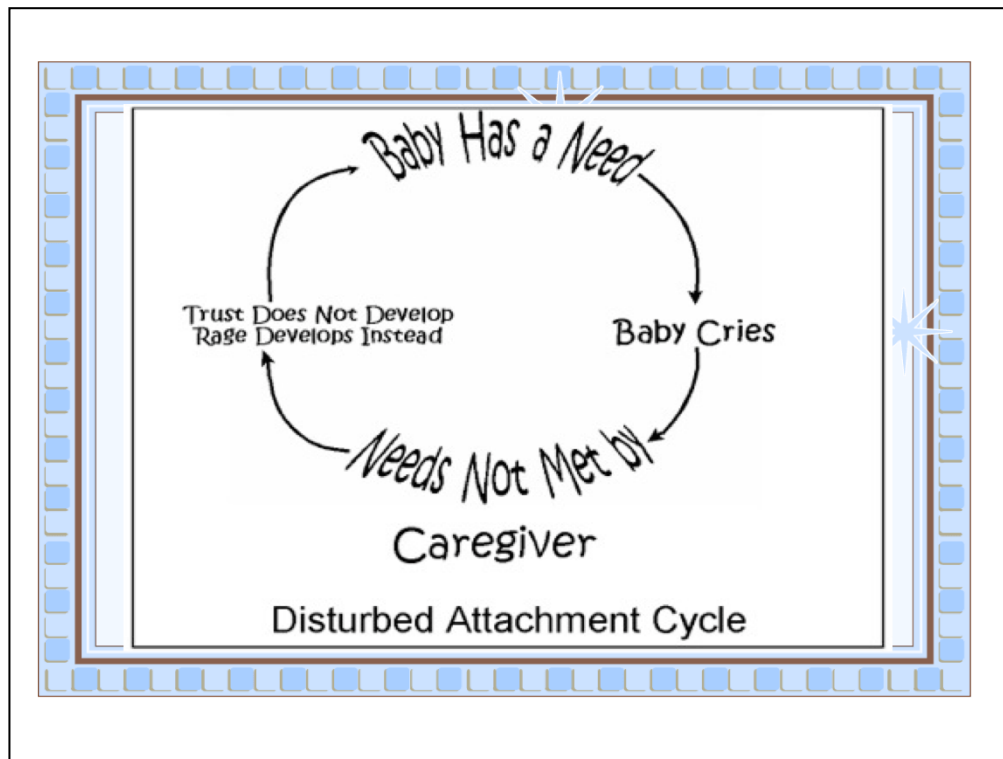 Baby Has a Need
Baby Cries
Needs Not Met by
Caregiver
Trust Does Not Develop
Rage Develops Instead
Disturbed Attachment Cycle